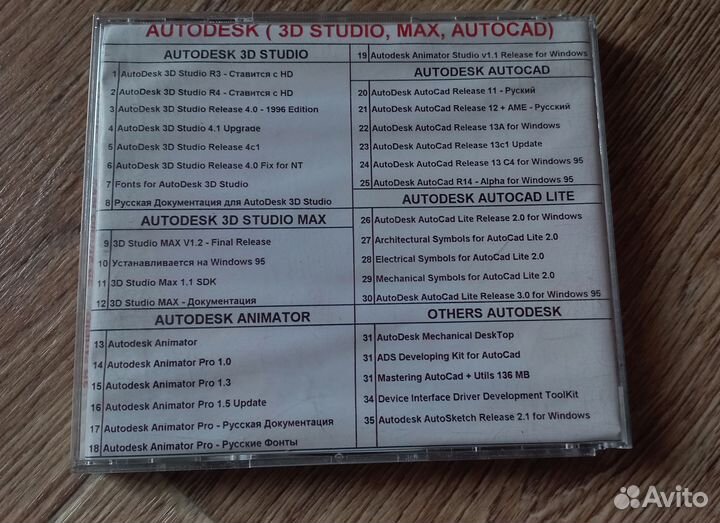 AUTODESK ( 3D STUDIO, MAX, AUTOCAD)
AUTODESK 3D STUDIO
1 AutoDesk 3D Studio R3 - Ставится с HD
2 AutoDesk 3D Studio R4 - Ставится с HD
3 AutoDesk 3D Studio Release 4.0 - 1996 Edition
4 AutoDesk 3D Studio 4.1 Upgrade
5 AutoDesk 3D Studio Release 4c1
6 AutoDesk 3D Studio Release 4.0 Fix for NT
7 Fonts for AutoDesk 3D Studio
8 Русская Документация для AutoDesk 3D Studio
AUTODESK 3D STUDIO MAX
9 3D Studio MAX V1.2 - Final Release
10 Устанавливается на Windows 95
11 3D Studio Max 1.1 SDK
12 3D Studio MAX - Документация
AUTODESK ANIMATOR
13 Autodesk Animator
14 Autodesk Animator Pro 1.0
15 Autodesk Animator Pro 1.3
16 Autodesk Animator Pro 1.5 Update
17 Autodesk Animator Pro - Русская Документация
18 Autodesk Animator Pro - Русские Фонты
19 Autodesk Animator Studio v1.1 Release for Windows
AUTODESK AUTOCAD
20 AutoDesk AutoCad Release 11 - Руский
21 AutoDesk AutoCad Release 12 + AME - Русский
22 AutoDesk AutoCad Release 13A for Windows
23 AutoDesk AutoCad Release 13c1 Update
24 AutoDesk AutoCad Release 13 C4 for Windows 95
25 AutoDesk AutoCad R14 - Alpha for Windows 95
AUTODESK AUTOCAD LITE
26 AutoDesk AutoCad Lite Release 2.0 for Windows
27 Architectural Symbols for AutoCad Lite 2.0
28 Electrical Symbols for AutoCad Lite 2.0
29 Mechanical Symbols for AutoCad Lite 2.0
30 AutoDesk AutoCad Lite Release 3.0 for Windows 95
OTHERS AUTODESK
31 AutoDesk Mechanical DeskTop
31 ADS Developing Kit for AutoCad
31 Mastering AutoCad + Utils 136 MB
34 Device Interface Driver Development ToolKit
35 Autodesk AutoSketch Release 2.1 for Windows
Avito